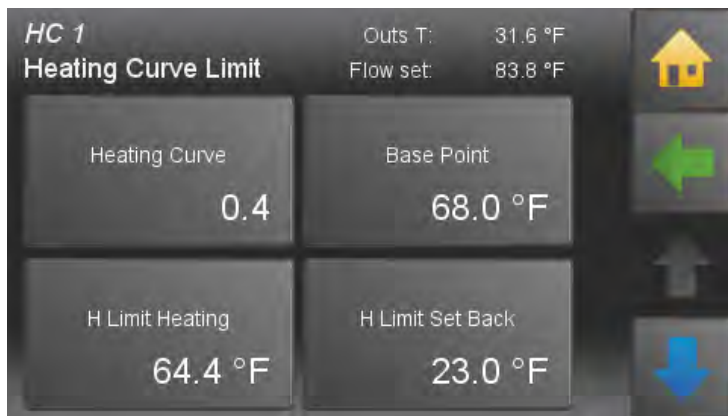 HC 1
Outs T: 31.6 °F
Heating Curve Limit
Flow set: 83.8 °F
Heating Curve
0.4
Base Point
68.0 °F
H Limit Heating
64.4 °F
H Limit Set Back
23.0 °F